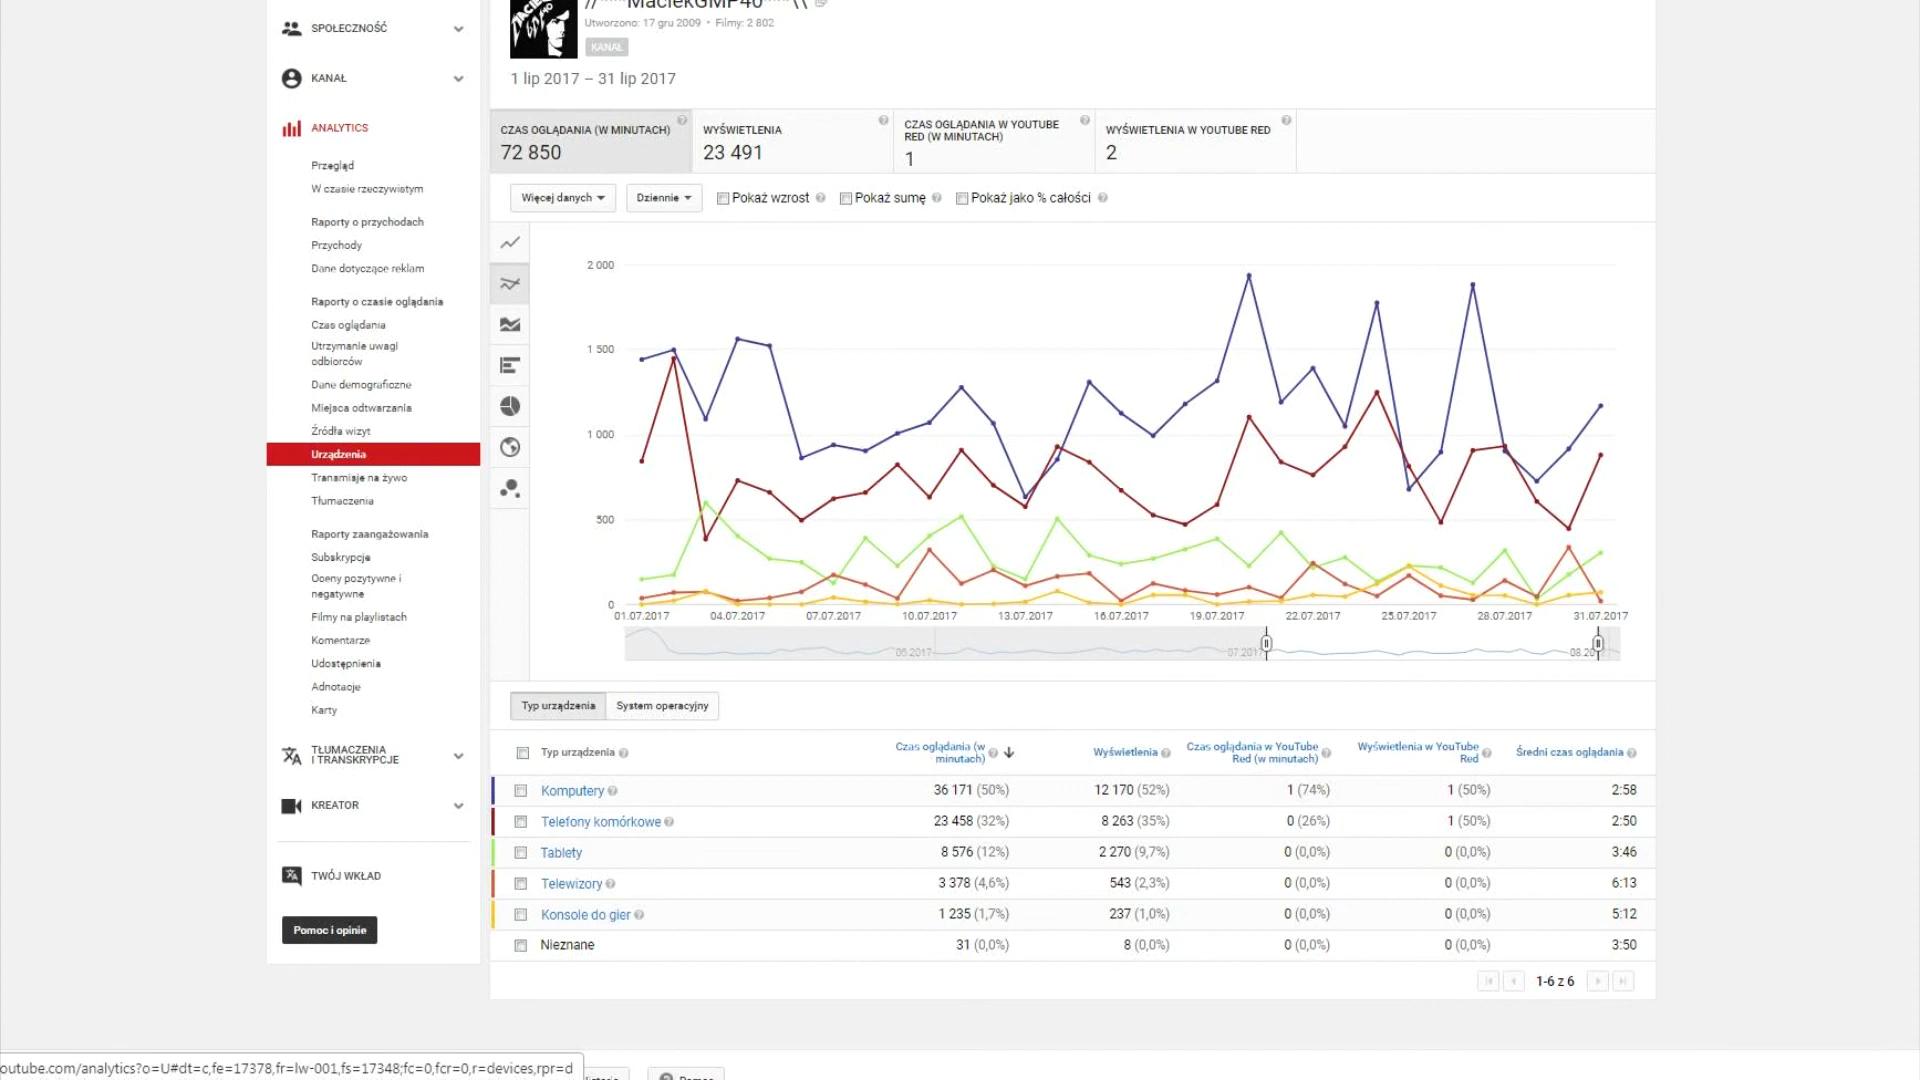 //***MaciekGMP40***\\
Utworzono: 17 gru 2009 • Filmy: 2 802
KANAŁ
1 lip 2017 – 31 lip 2017
SPOŁECZNOŚĆ
KANAŁ
ANALYTICS
Przegląd
W czasie rzeczywistym
Raporty o przychodach
Przychody
Dane dotyczące reklam
Raporty o czasie oglądania
Czas oglądania
Utrzymanie uwagi
odbiorców
Dane demograficzne
Miejsca odtwarzania
Źródła wizyt
Urządzenia
Transmisje na żywo
Tłumaczenia
Raporty zaangażowania
Subskrypcje
Oceny pozytywne i
negatywne
Filmy na playlistach
Komentarze
Udostępnienia
Adnotacje
Karty
TŁUMACZENIA
I TRANSKRYPCJE
KREATOR
TWÓJ WKŁAD
Pomoc i opinie
CZAS OGLĄDANIA (W MINUTACH)
72 850
WYŚWIETLENIA
23 491
CZAS OGLĄDANIA W YOUTUBE
RED (W MINUTACH)
1
WYŚWIETLENIA W YOUTUBE RED
2
Więcej danych
Dziennie
Pokaż wzrost
Pokaż sumę
Pokaż jako % całości
2 000
1 500
1 000
500
0
01.07.2017 04.07.2017 07.07.2017 10.07.2017 13.07.2017 16.07.2017 19.07.2017 22.07.2017 25.07.2017 28.07.2017 31.07.2017
06.2017 07.2017 08.20
Typ urządzenia System operacyjny
Typ urządzenia Czas oglądania (w minutach) Wyświetlenia Czas oglądania w YouTube Red (w minutach) Wyświetlenia w YouTube Red Średni czas oglądania
Komputery 36 171 (50%) 12 170 (52%) 1 (74%) 1 (50%) 2:58
Telefony komórkowe 23 458 (32%) 8 263 (35%) 0 (26%) 1 (50%) 2:50
Tablety 8 576 (12%) 2 270 (9,7%) 0 (0,0%) 0 (0,0%) 3:46
Telewizory 3 378 (4,6%) 543 (2,3%) 0 (0,0%) 0 (0,0%) 6:13
Konsole do gier 1 235 (1,7%) 237 (1,0%) 0 (0,0%) 0 (0,0%) 5:12
Nieznane 31 (0,0%) 8 (0,0%) 0 (0,0%) 0 (0,0%) 3:50
1-6 z 6
outube.com/analytics?o=U#dt=c,fe=17378,fr=lw-001,fs=17348;fc=0,fcr=0,r=devices,rpr=d
Pomoc